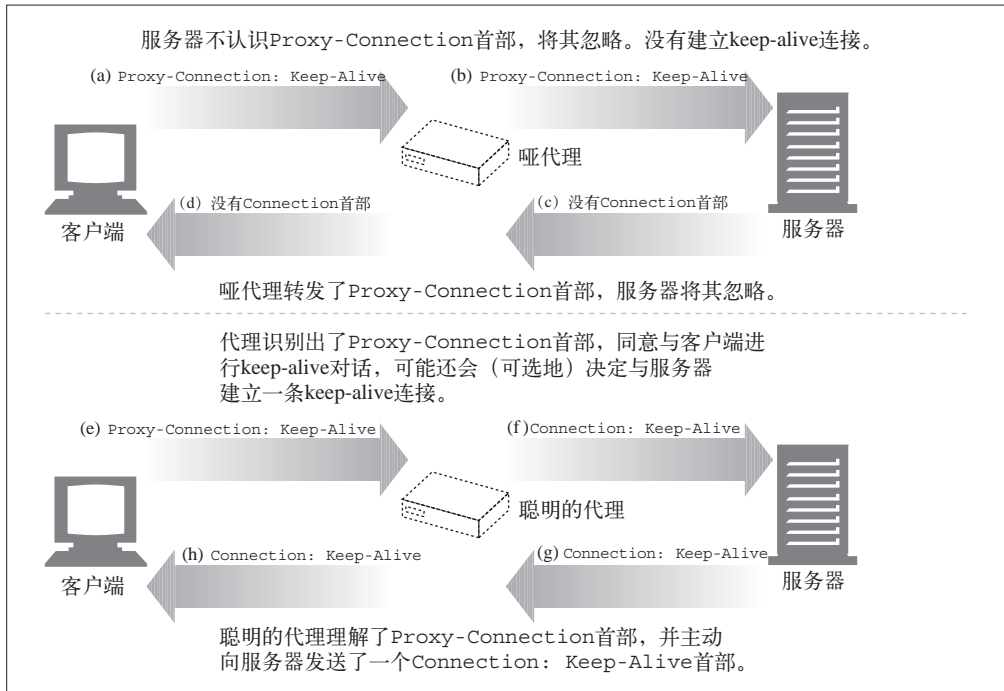 服务器不认识Proxy-Connection首部，将其忽略。没有建立keep-alive连接。
(a) Proxy-Connection: Keep-Alive
(b) Proxy-Connection: Keep-Alive
哑代理
(d) 没有Connection首部
(c) 没有Connection首部
客户端
服务器
哑代理转发了Proxy-Connection首部，服务器将其忽略。
代理识别出了Proxy-Connection首部，同意与客户端进
行keep-alive对话，可能还会（可选地）决定与服务器
建立一条keep-alive连接。
(e) Proxy-Connection: Keep-Alive
(f)Connection: Keep-Alive
聪明的代理
(h) Connection: Keep-Alive
(g) Connection: Keep-Alive
客户端
服务器
聪明的代理理解了Proxy-Connection首部，并主动
向服务器发送了一个Connection: Keep-Alive首部。